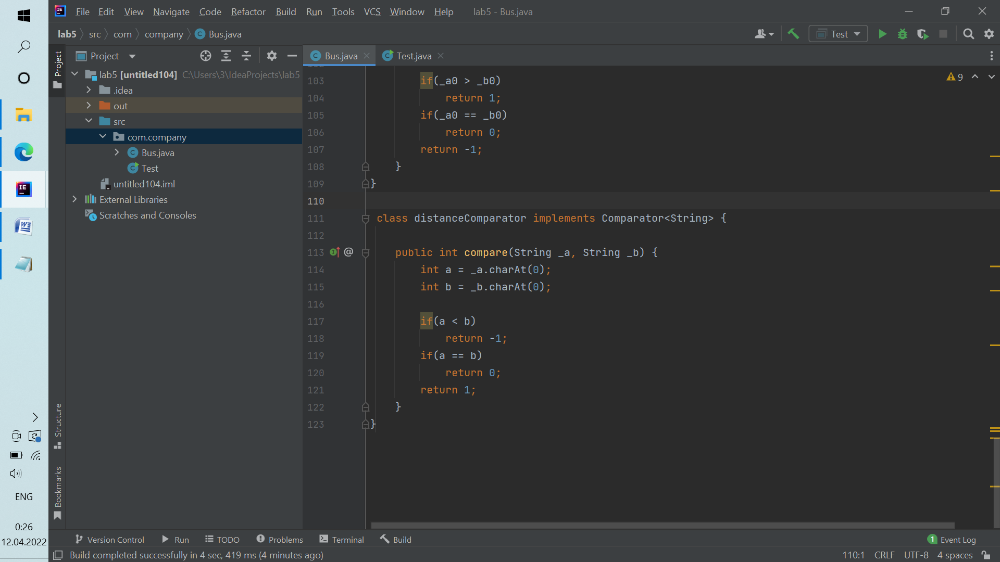 File Edit View Navigate Code Refactor Build Run Tools VCS Window Help lab5 - Bus.java
lab5 src com company Bus.java
Test
Project
Project
Bus.java
Test.java
lab5 [untitled104] C:\Users\3\IdeaProjects\lab5
.idea
out
src
com.company
Bus.java
Test
untitled104.iml
External Libraries
Scratches and Consoles
9
103 if(_a0 > _b0)
104 return 1;
105 if(_a0 == _b0)
106 return 0;
107 return -1;
108 }
109 }
110
111 class distanceComparator implements Comparator<String> {
112
113 @ public int compare(String _a, String _b) {
114 int a = _a.charAt(0);
115 int b = _b.charAt(0);
116
117 if(a < b)
118 return -1;
119 if(a == b)
120 return 0;
121 return 1;
122 }
123 }
Structure
Bookmarks
ENG
0:26
12.04.2022
Version Control Run TODO Problems Terminal Build 1 Event Log
Build completed successfully in 4 sec, 419 ms (4 minutes ago) 110:1 CRLF UTF-8 4 spaces